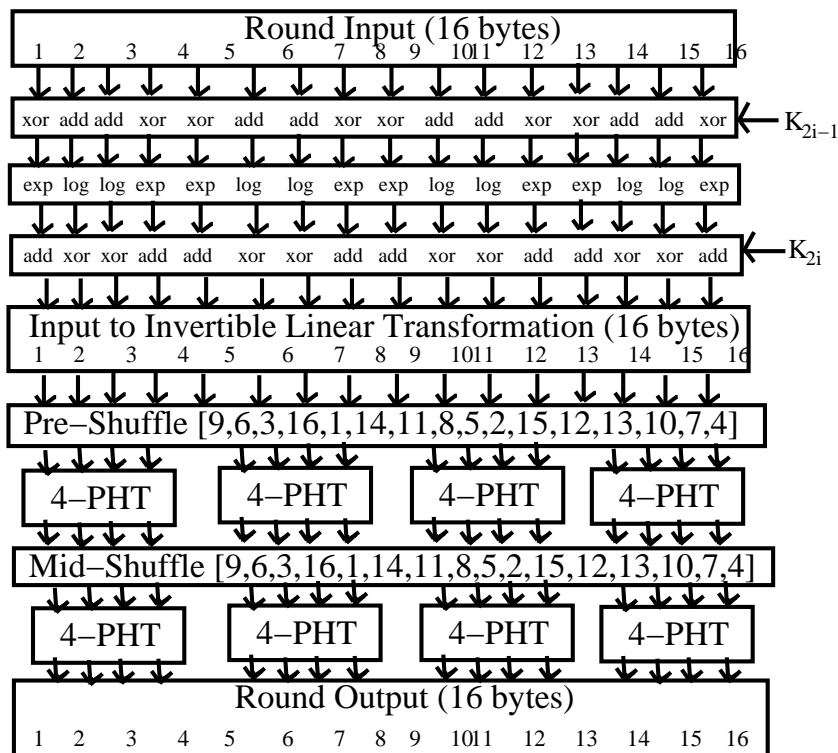 Round Input (16 bytes)
1 2 3 4 5 6 7 8 9 10 11 12 13 14 15 16
xor add add xor xor add add xor xor add add xor xor add add xor
K2i−1
exp log log exp exp log log exp exp log log exp exp log log exp
add xor xor add add xor xor add add xor xor add add xor xor add
K2i
Input to Invertible Linear Transformation (16 bytes)
1 2 3 4 5 6 7 8 9 10 11 12 13 14 15 16
Pre−Shuffle [9,6,3,16,1,14,11,8,5,2,15,12,13,10,7,4]
4−PHT 4−PHT 4−PHT 4−PHT
Mid−Shuffle [9,6,3,16,1,14,11,8,5,2,15,12,13,10,7,4]
4−PHT 4−PHT 4−PHT 4−PHT
Round Output (16 bytes)
1 2 3 4 5 6 7 8 9 10 11 12 13 14 15 16